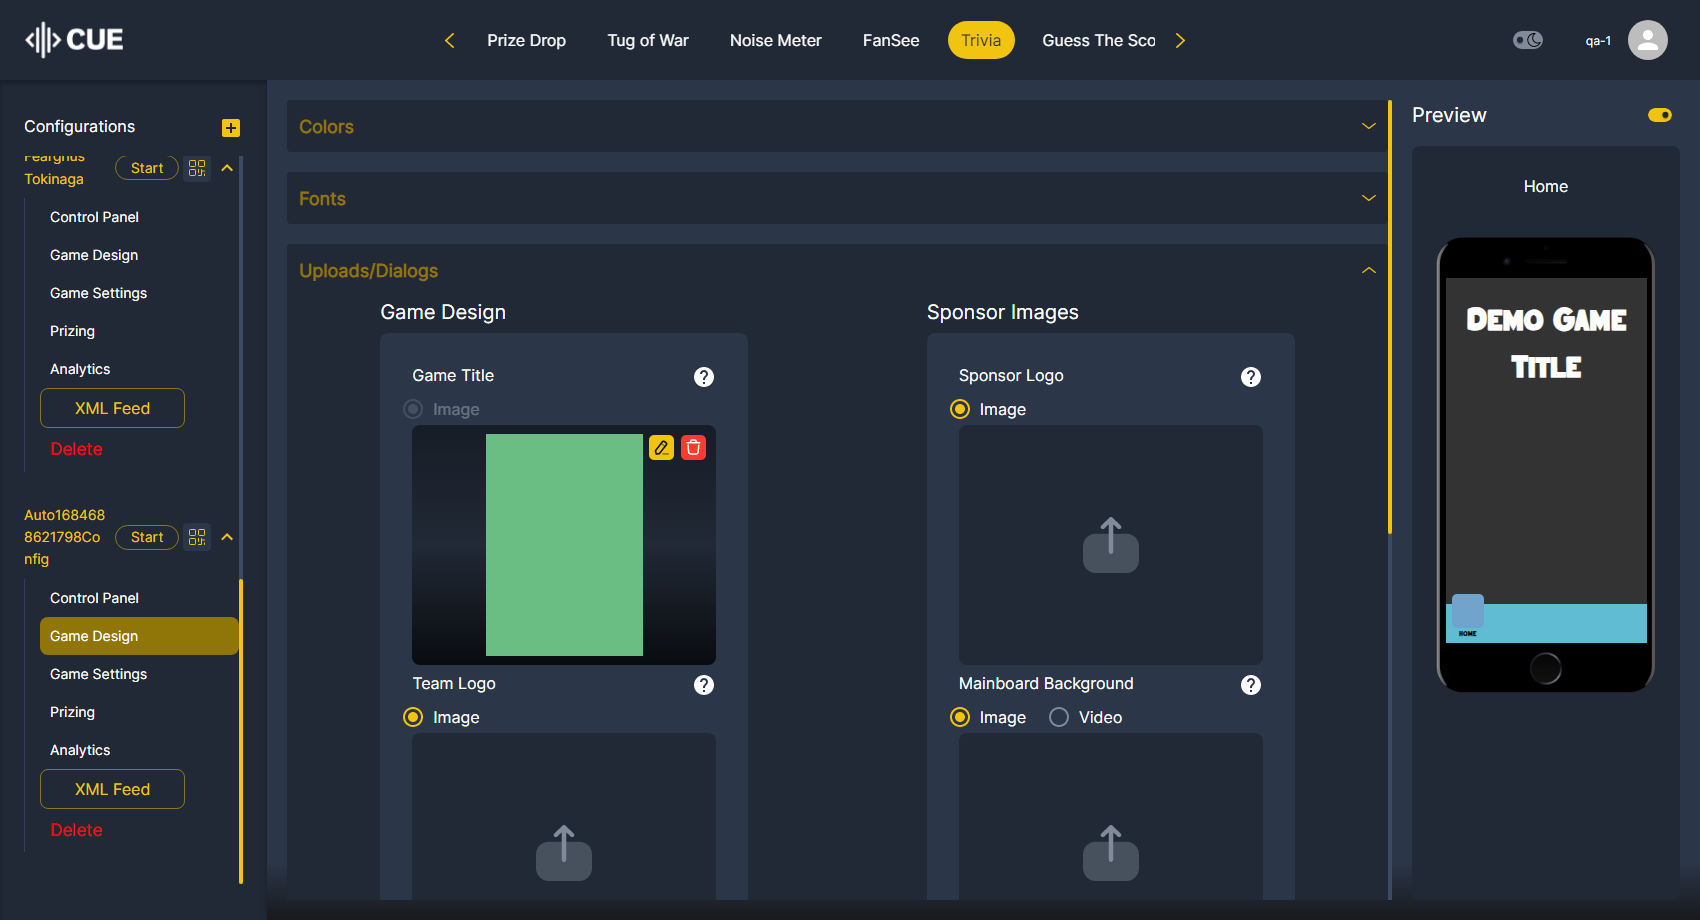 CUE
Prize Drop
Tug of War
Noise Meter
FanSee
Trivia
Guess The Sco
qa-1
Configurations
Fearghus
Tokinaga
Start
Control Panel
Game Design
Game Settings
Prizing
Analytics
XML Feed
Delete
Auto168468
8621798Co
nfig
Start
Control Panel
Game Design
Game Settings
Prizing
Analytics
XML Feed
Delete
Colors
Fonts
Uploads/Dialogs
Game Design
Game Title
?
Image
Team Logo
?
Image
Sponsor Images
Sponsor Logo
?
Image
Mainboard Background
?
Image
Video
Preview
Home
Demo Game
Title
HOME